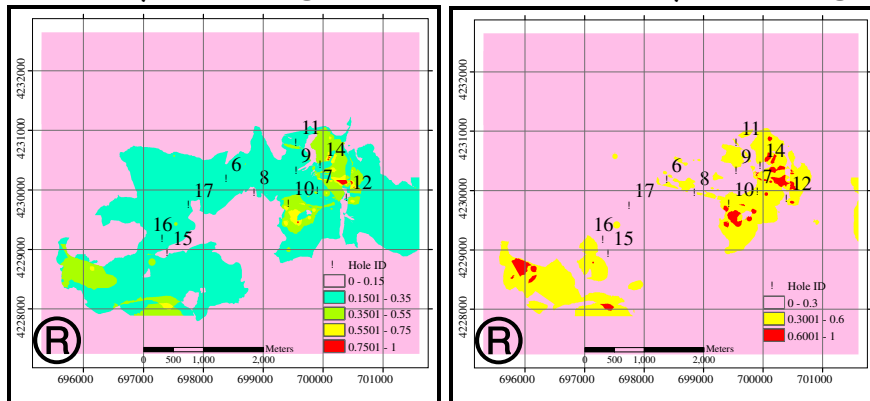 4232000
4231000
4230000
4229000
4228000
11
9
14
6
7
8
10
12
17
16
15
! Hole ID
0 - 0.15
0.1501 - 0.35
0.3501 - 0.55
0.5501 - 0.75
0.7501 - 1
R
Meters
0 500 1,000 2,000
696000 697000 698000 699000 700000 701000
4232000
4231000
4230000
4229000
4228000
11
9
14
6
7
8
10
12
17
16
15
! Hole ID
0 - 0.3
0.3001 - 0.6
0.6001 - 1
R
Meters
0 500 1,000 2,000
696000 697000 698000 699000 700000 701000